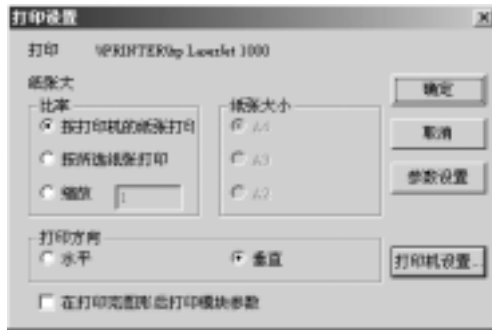 打印设置
打印 \\PRINTER\hp LaserJet 1000
纸张大
比率
纸张大小
确定
按打印机的纸张打印
A4
取消
按所选纸张打印
A3
参数设置
缩放 1
A2
打印方向
水平
垂直
打印机设置...
在打印完图形后打印模块参数